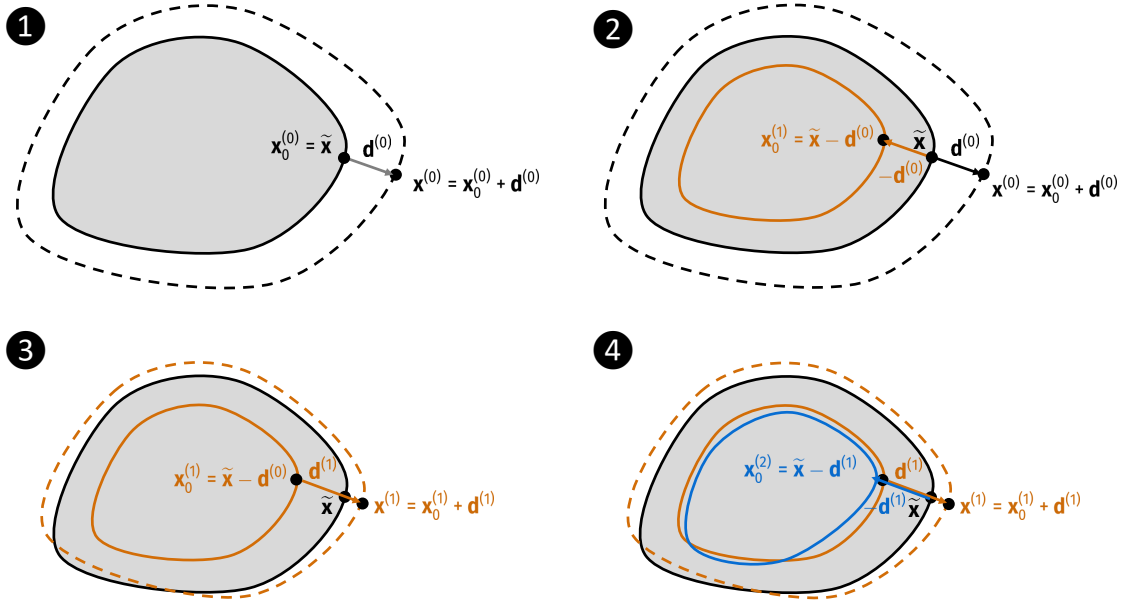 1
x₀⁽⁰⁾ = x̃
d⁽⁰⁾
x⁽⁰⁾ = x₀⁽⁰⁾ + d⁽⁰⁾
2
x₀⁽¹⁾ = x̃ − d⁽⁰⁾
x̃
d⁽⁰⁾
−d⁽⁰⁾
x⁽⁰⁾ = x₀⁽⁰⁾ + d⁽⁰⁾
3
x₀⁽¹⁾ = x̃ − d⁽⁰⁾
d⁽¹⁾
x̃
x⁽¹⁾ = x₀⁽¹⁾ + d⁽¹⁾
4
x₀⁽²⁾ = x̃ − d⁽¹⁾
d⁽¹⁾
−d⁽¹⁾
x̃
x⁽¹⁾ = x₀⁽¹⁾ + d⁽¹⁾